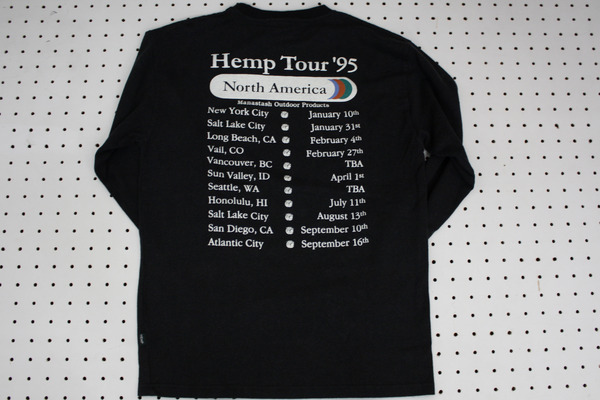 Hemp Tour '95
North America
Manastash Outdoor Products
New York City January 10th
Salt Lake City January 31st
Long Beach, CA February 4th
Vail, CO February 27th
Vancouver, BC TBA
Sun Valley, ID April 1st
Seattle, WA TBA
Honolulu, HI July 11th
Salt Lake City August 13th
San Diego, CA September 10th
Atlantic City September 16th